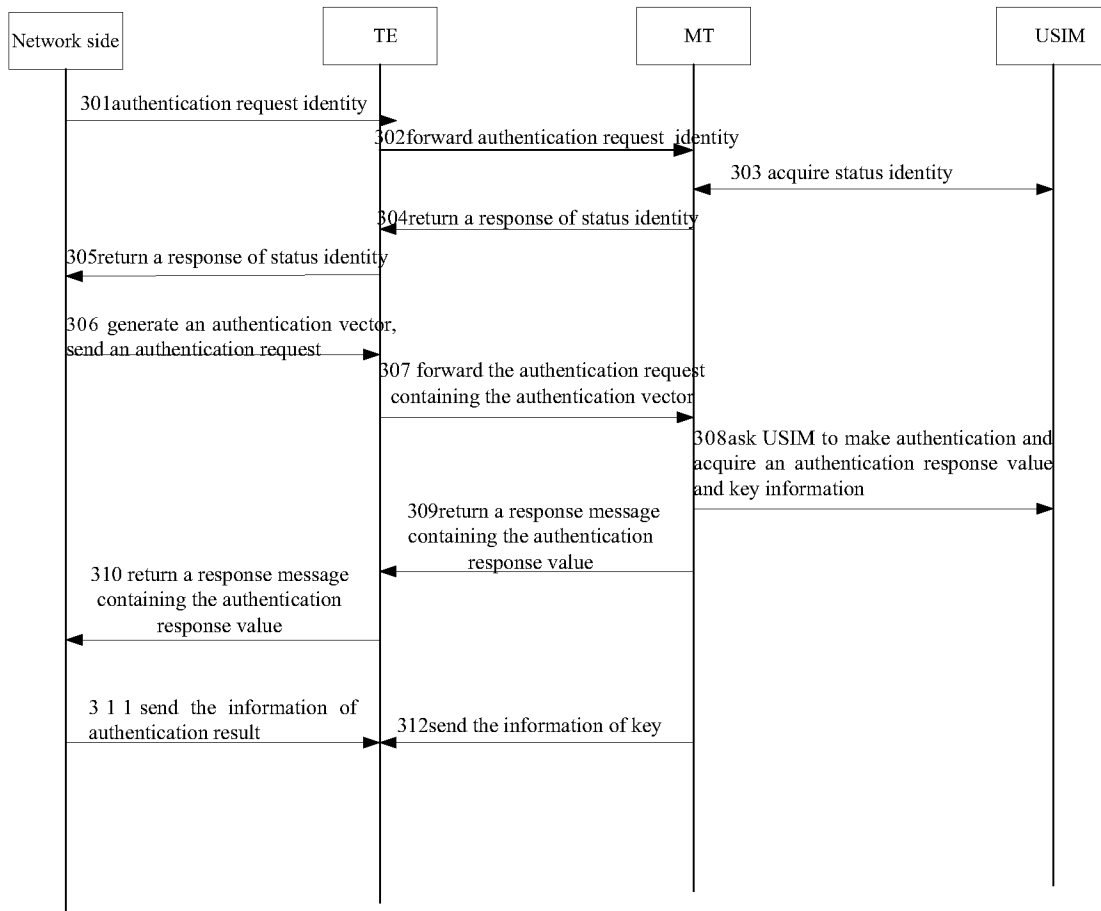 Network side
TE
MT
USIM
301authentication request identity
302forward authentication request identity
303 acquire status identity
304return a response of status identity
305return a response of status identity
306 generate an authentication vector,
send an authentication request
307 forward the authentication request
containing the authentication vector
308ask USIM to make authentication and
acquire an authentication response value
and key information
309return a response message
containing the authentication
response value
310 return a response message
containing the authentication
response value
3 1 1 send the information of
authentication result
312send the information of key